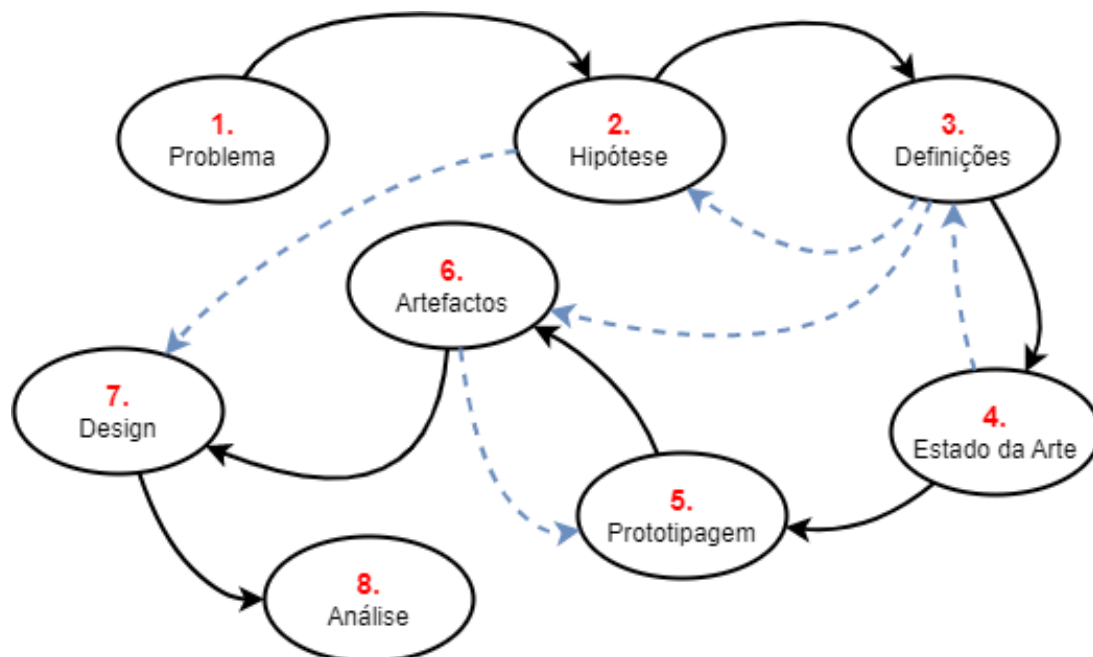 1.
Problema
2.
Hipótese
3.
Definições
4.
Estado da Arte
5.
Prototipagem
6.
Artefactos
7.
Design
8.
Análise